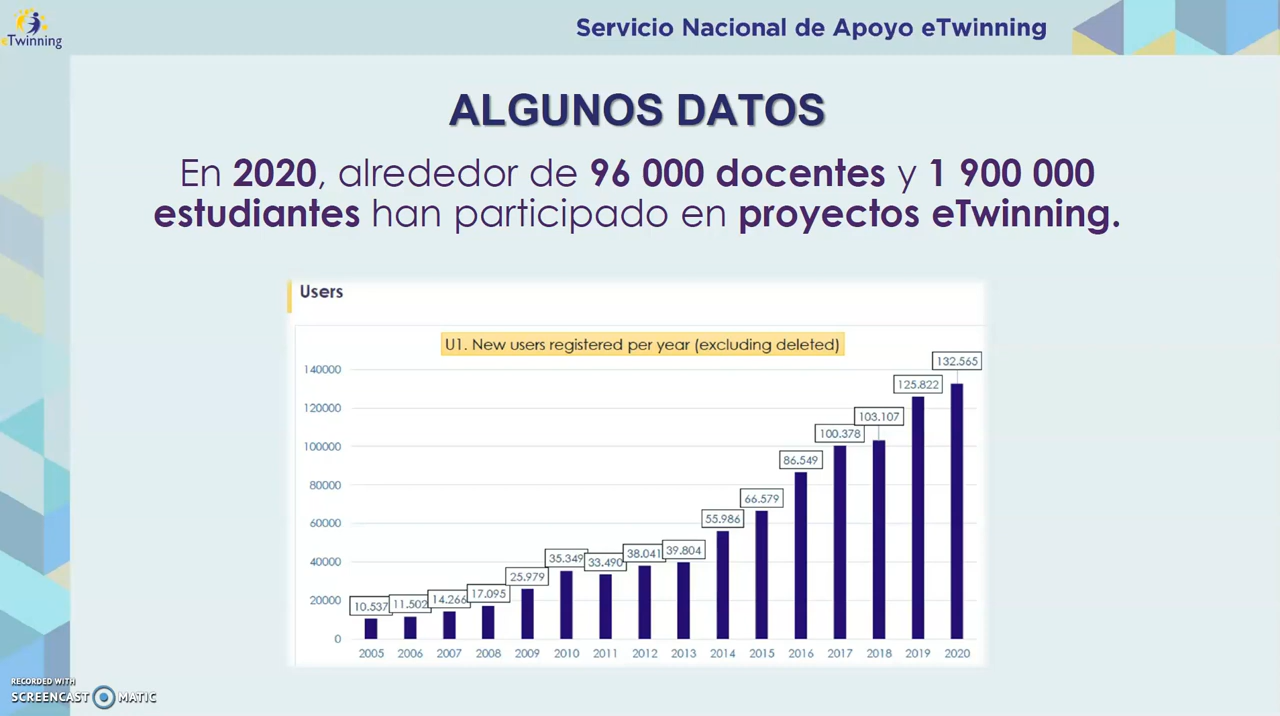 eTwinning
Servicio Nacional de Apoyo eTwinning
ALGUNOS DATOS
En 2020, alrededor de 96 000 docentes y 1 900 000
estudiantes han participado en proyectos eTwinning.
Users
U1. New users registered per year (excluding deleted)
140000
120000
100000
80000
60000
40000
20000
0
10.537
11.502
14.266
17.095
25.979
35.349
33.490
38.041
39.804
55.986
66.579
86.549
100.378
103.107
125.822
132.565
2005 2006 2007 2008 2009 2010 2011 2012 2013 2014 2015 2016 2017 2018 2019 2020
RECORDED WITH
SCREENCAST MATIC